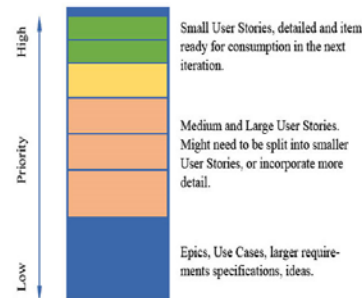 High
Priority
Low
Small User Stories, detailed and item
ready for consumption in the next
iteration.
Medium and Large User Stories.
Might need to be split into smaller
User Stories, or incorporate more
detail.
Epics, Use Cases, larger require-
ments specifications, ideas.